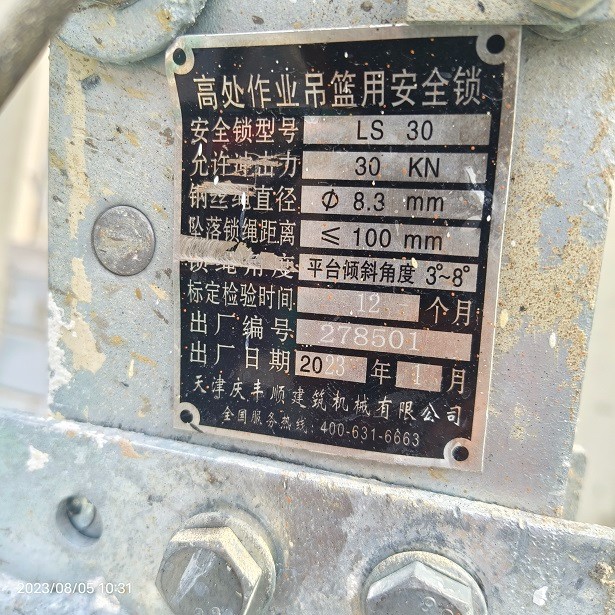 高处作业吊篮用安全锁
安全锁型号 LS 30
允许冲击力 30 KN
钢丝绳直径 Φ 8.3 mm
坠落锁绳距离 ≤ 100 mm
锁绳角度 平台倾斜角度 3°~8°
标定检验时间 12 个月
出厂编号 278501
出厂日期 2023 年 1 月
天津庆丰顺建筑机械有限公司
全国服务热线: 400-631-6663
2023/08/05 10:31